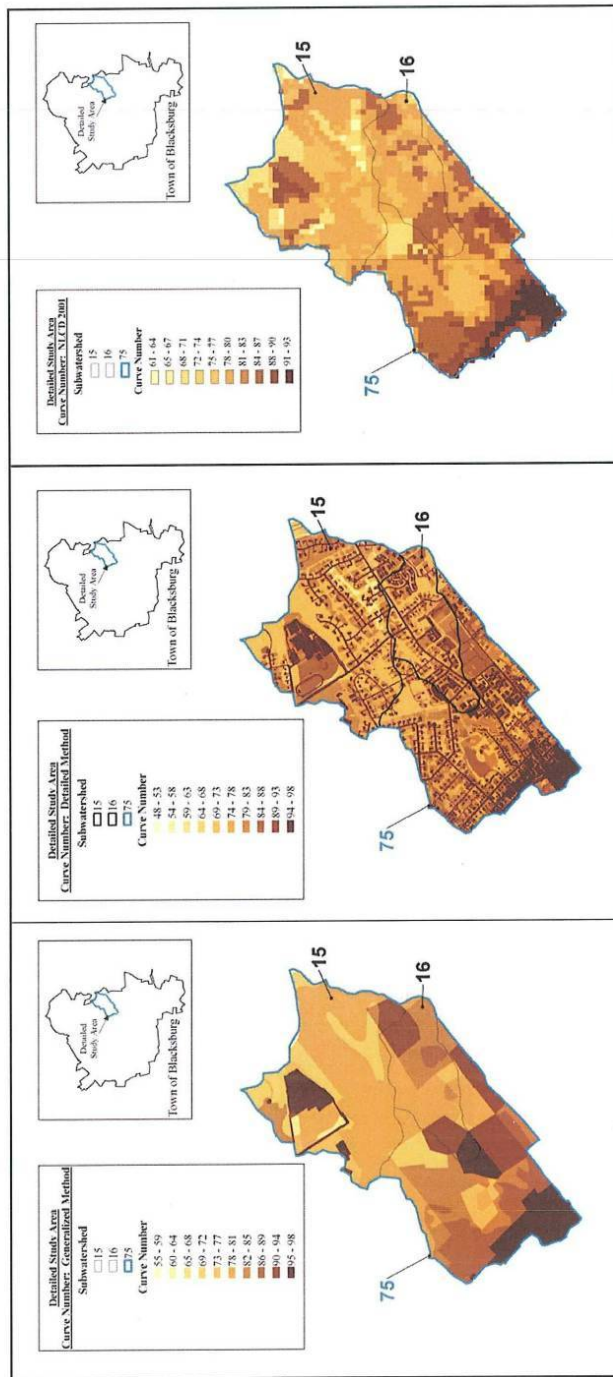 Detailed Study Area
Curve Number: Generalized Method
Subwatershed
15
16
75
Curve Number
55 - 59
60 - 64
65 - 68
69 - 72
73 - 77
78 - 81
82 - 85
86 - 89
90 - 94
95 - 98
Detailed
Study Area
Town of Blacksburg
75
15
16
Detailed Study Area
Curve Number: Detailed Method
Subwatershed
15
16
75
Curve Number
48 - 53
54 - 58
59 - 63
64 - 68
69 - 73
74 - 78
79 - 83
84 - 88
89 - 93
94 - 98
Detailed
Study Area
Town of Blacksburg
75
15
16
Detailed Study Area
Curve Number: NLCD 2001
Subwatershed
15
16
75
Curve Number
61 - 64
65 - 67
68 - 71
72 - 74
75 - 77
78 - 80
81 - 83
84 - 87
88 - 90
91 - 93
Detailed
Study Area
Town of Blacksburg
75
15
16